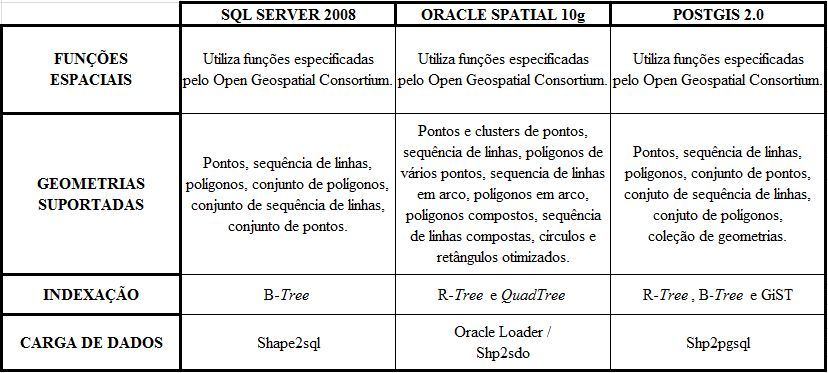 SQL SERVER 2008
ORACLE SPATIAL 10g
POSTGIS 2.0
FUNÇÕES
ESPACIAIS
Utiliza funções especificadas
pelo Open Geospatial Consortium.
Utiliza funções especificadas
pelo Open Geospatial Consortium.
Utiliza funções especificadas
pelo Open Geospatial Consortium.
GEOMETRIAS
SUPORTADAS
Pontos, sequência de linhas,
polígonos, conjunto de polígonos,
conjunto de sequência de linhas,
conjunto de pontos.
Pontos e clusters de pontos,
sequência de linhas, polígonos de
vários pontos, sequencia de linhas
em arco, polígonos em arco,
polígonos compostos, sequência
de linhas compostas, círculos e
retângulos otimizados.
Pontos, sequência de linhas,
polígonos, conjunto de pontos,
conjuto de sequência de linhas,
conjuto de polígonos,
coleção de geometrias.
INDEXAÇÃO
B-Tree
R-Tree e QuadTree
R-Tree , B-Tree e GiST
CARGA DE DADOS
Shape2sql
Oracle Loader /
Shp2sdo
Shp2pgsql